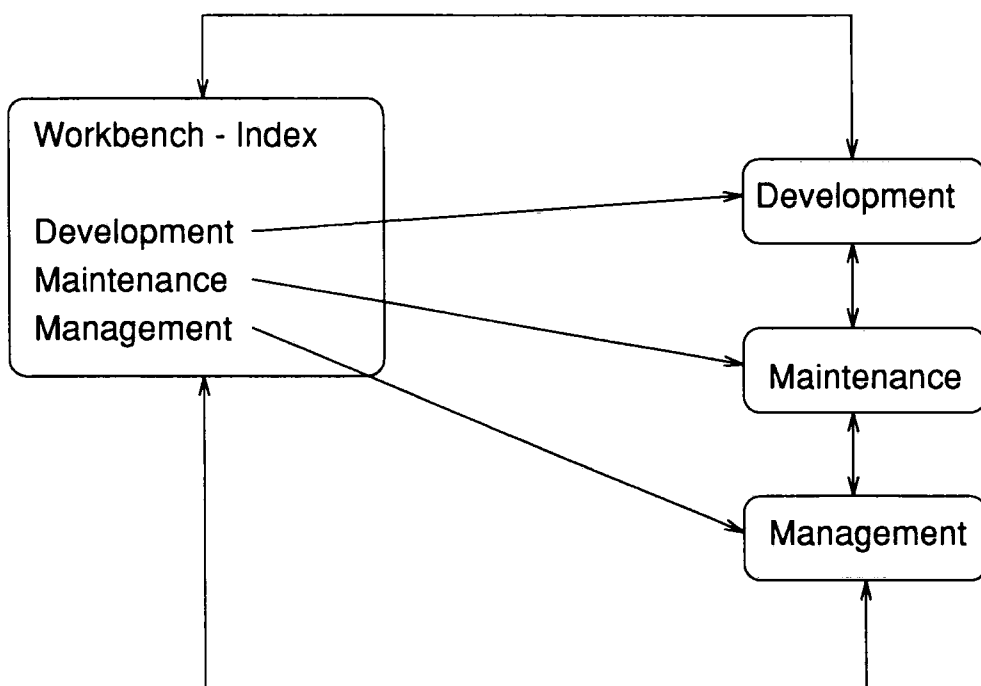 Workbench - Index
Development
Maintenance
Management
Development
Maintenance
Management